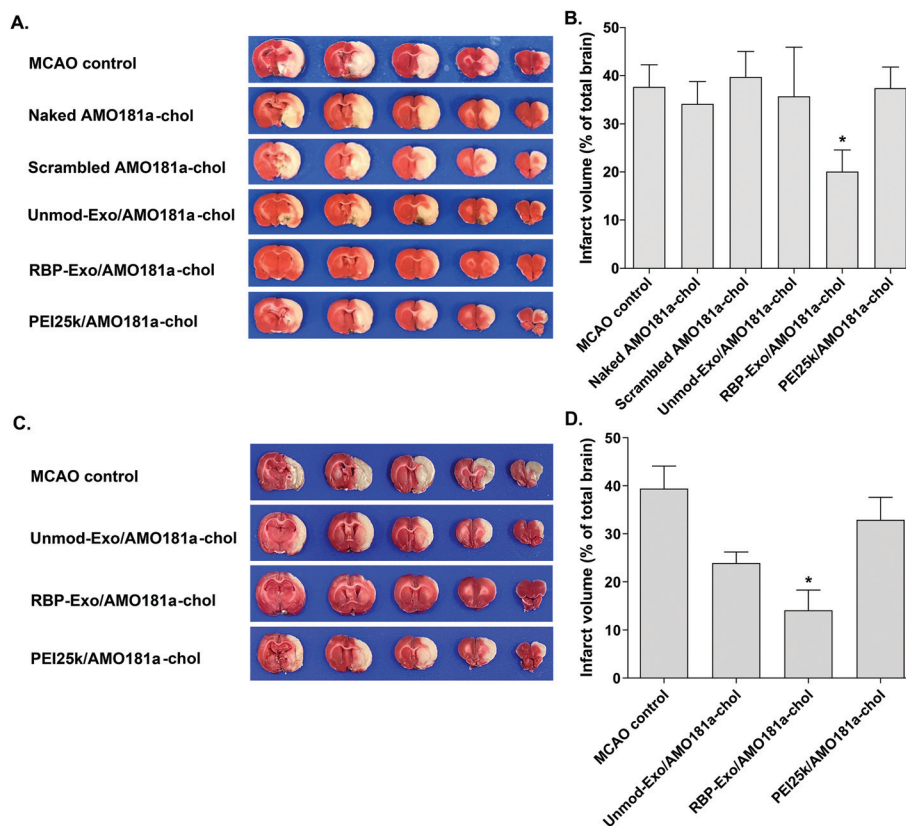 A.
MCAO control
Naked AMO181a-chol
Scrambled AMO181a-chol
Unmod-Exo/AMO181a-chol
RBP-Exo/AMO181a-chol
PEI25k/AMO181a-chol
B.
Infarct volume (% of total brain)
50
40
30
20
10
0
*
MCAO control
Naked AMO181a-chol
Scrambled AMO181a-chol
Unmod-Exo/AMO181a-chol
RBP-Exo/AMO181a-chol
PEI25k/AMO181a-chol
C.
MCAO control
Unmod-Exo/AMO181a-chol
RBP-Exo/AMO181a-chol
PEI25k/AMO181a-chol
D.
Infarct volume (% of total brain)
50
40
30
20
10
0
*
MCAO control
Unmod-Exo/AMO181a-chol
RBP-Exo/AMO181a-chol
PEI25k/AMO181a-chol